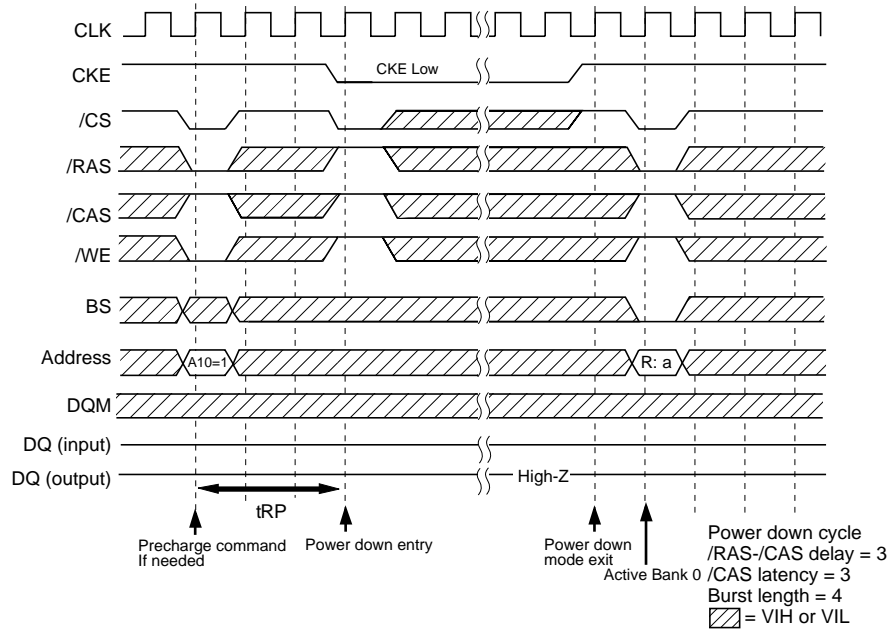 CLK
CKE
CKE Low
/CS
/RAS
/CAS
/WE
BS
Address
A10=1
R: a
DQM
DQ (input)
DQ (output)
High-Z
tRP
Precharge command
If needed
Power down entry
Power down
mode exit
Active Bank 0
Power down cycle
/RAS-/CAS delay = 3
/CAS latency = 3
Burst length = 4
= VIH or VIL